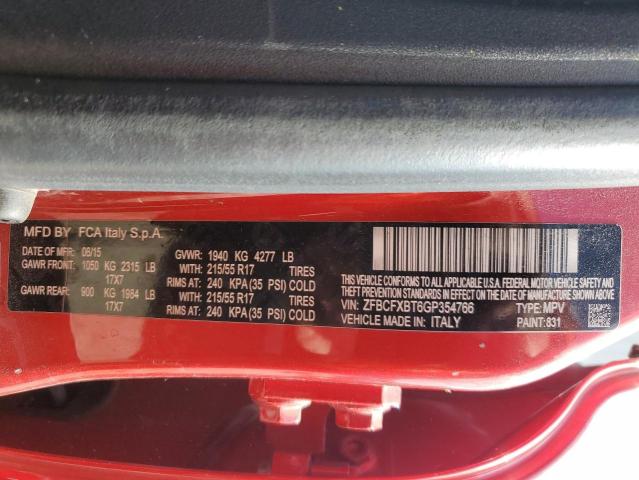 MFD BY FCA Italy S.p.A.
DATE OF MFR: 08/15 GVWR: 1940 KG 4277 LB
GAWR FRONT: 1050 KG 2315 LB WITH: 215/55 R17 TIRES
17X7 RIMS AT: 240 KPA(35 PSI) COLD
GAWR REAR: 900 KG 1984 LB WITH: 215/55 R17 TIRES
17X7 RIMS AT: 240 KPA(35 PSI) COLD
THIS VEHICLE CONFORMS TO ALL APPLICABLE U.S.A. FEDERAL MOTOR VEHICLE SAFETY
AND THEFT PREVENTION STANDARDS IN EFFECT ON THE DATE OF MANUFACTURE SHOWN ABOVE.
VIN: ZFBCFXBT6GP354766 TYPE: MPV
VEHICLE MADE IN: ITALY PAINT: 831